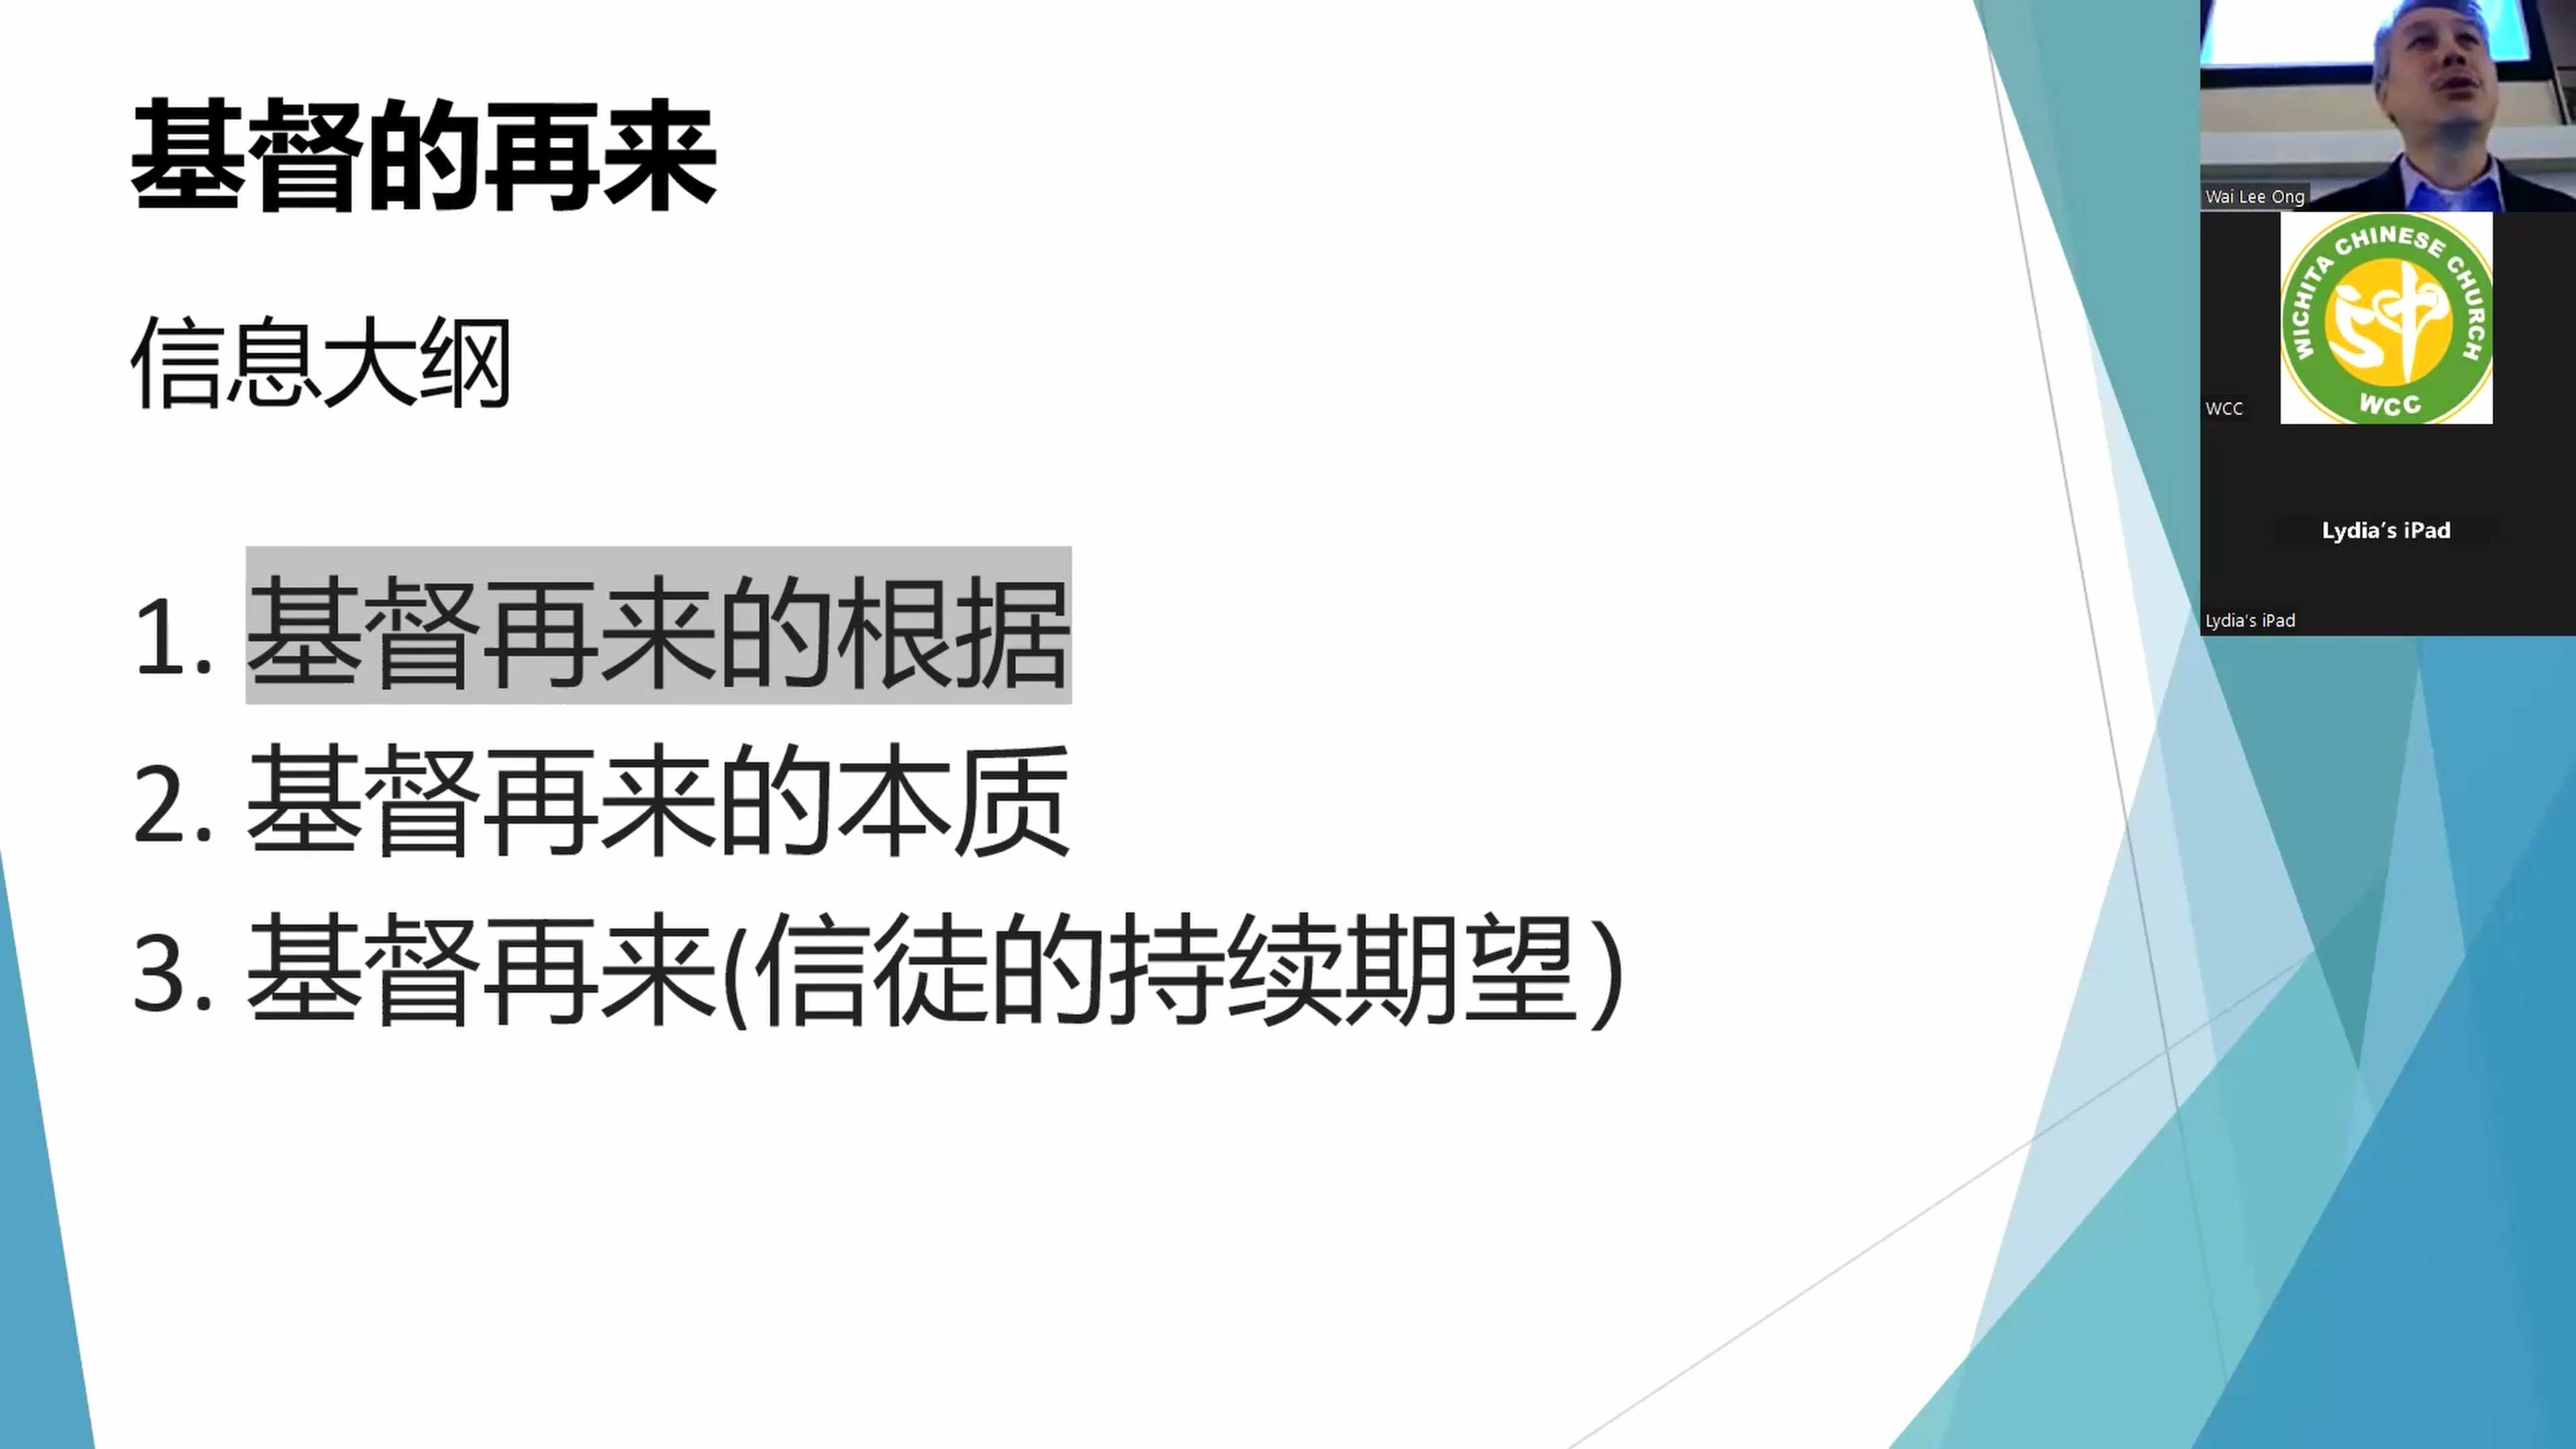 基督的再来
信息大纲
1. 基督再来的根据
2. 基督再来的本质
3. 基督再来(信徒的持续期望）
Wai Lee Ong
WICHITA CHINESE CHURCH
WCC
WCC
Lydia's iPad
Lydia's iPad